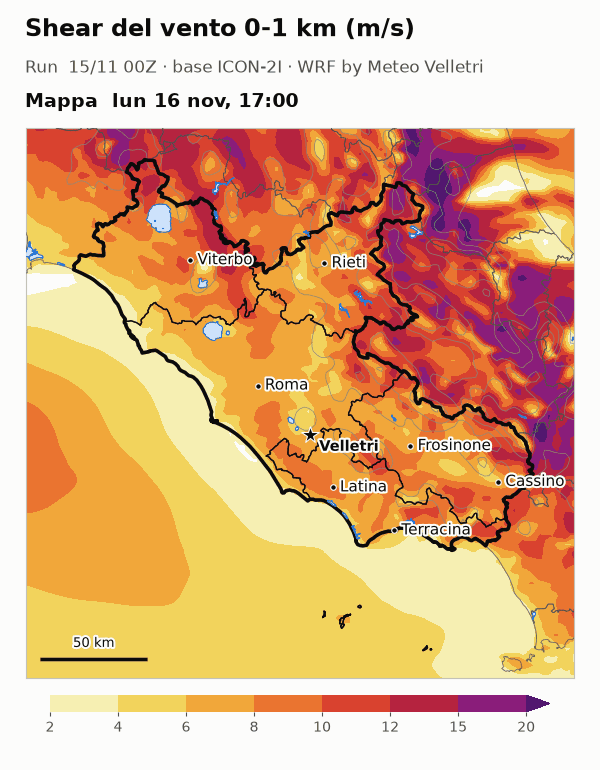 Shear del vento 0-1 km (m/s)
Run  15/11 00Z · base ICON-2I · WRF by Meteo Velletri
Mappa  lun 16 nov, 17:00
Viterbo
Rieti
Roma
Velletri
Frosinone
Latina
Cassino
Terracina
50 km
2 4 6 8 10 12 15 20